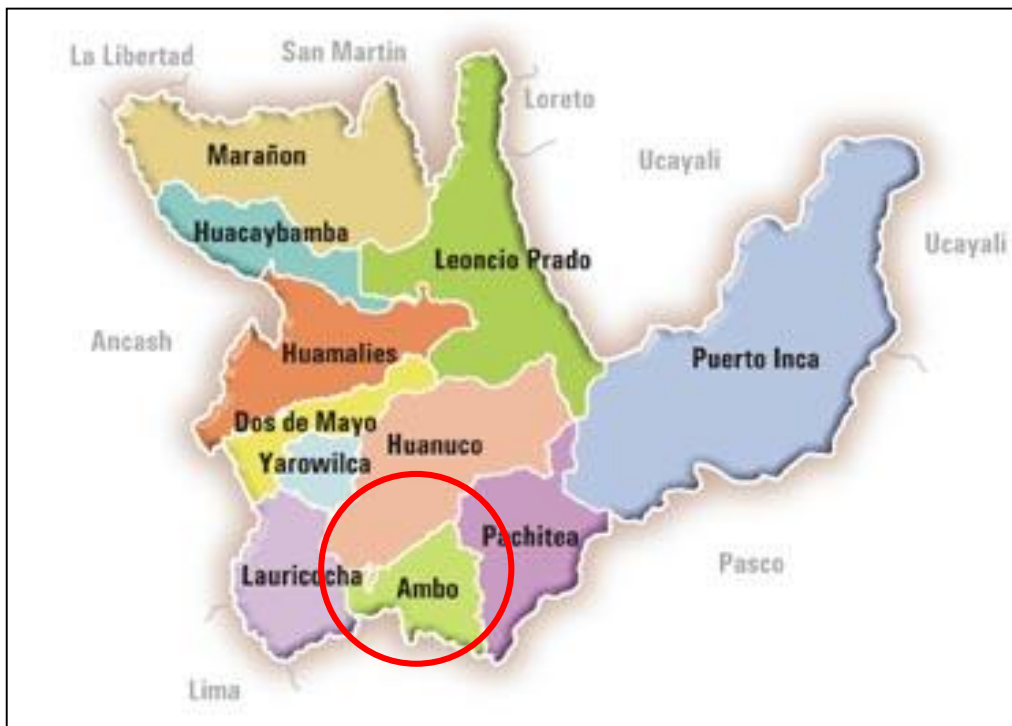 La Libertad
San Martin
Loreto
Marañon
Ucayali
Huacaybamba
Leoncio Prado
Ucayali
Ancash
Huamalies
Puerto Inca
Dos de Mayo
Huanuco
Yarowilca
Pachitea
Lauricocha
Ambo
Pasco
Lima